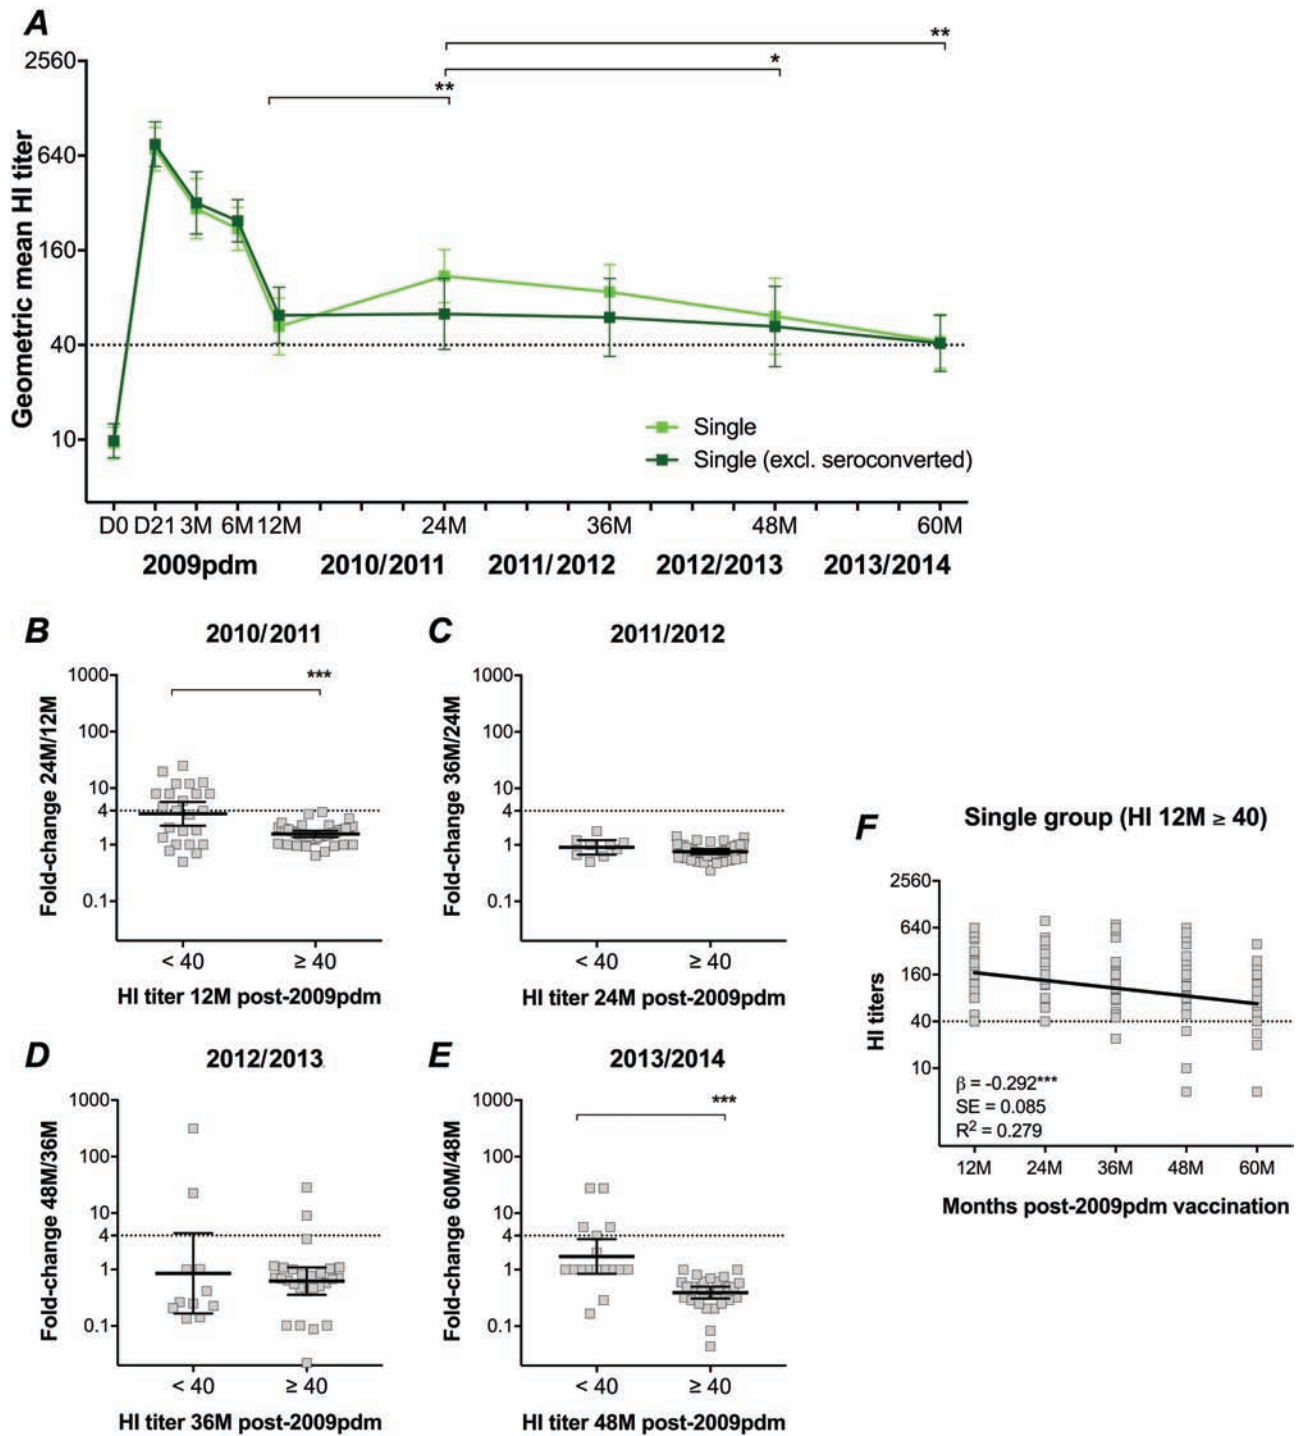 A
**
*
**
2560
640
160
40
10
Geometric mean HI titer
Single
Single (excl. seroconverted)
D0 D21 3M 6M 12M 24M 36M 48M 60M
2009pdm 2010/2011 2011/2012 2012/2013 2013/2014
B
2010/2011
***
1000
100
10
4
1
0.1
Fold-change 24M/12M
< 40 ≥ 40
HI titer 12M post-2009pdm
C
2011/2012
1000
100
10
4
1
0.1
Fold-change 36M/24M
< 40 ≥ 40
HI titer 24M post-2009pdm
D
2012/2013
1000
100
10
4
1
0.1
Fold-change 48M/36M
< 40 ≥ 40
HI titer 36M post-2009pdm
E
2013/2014
***
1000
100
10
4
1
0.1
Fold-change 60M/48M
< 40 ≥ 40
HI titer 48M post-2009pdm
F
Single group (HI 12M ≥ 40)
2560
640
160
40
10
HI titers
β = -0.292***
SE = 0.085
R² = 0.279
12M 24M 36M 48M 60M
Months post-2009pdm vaccination